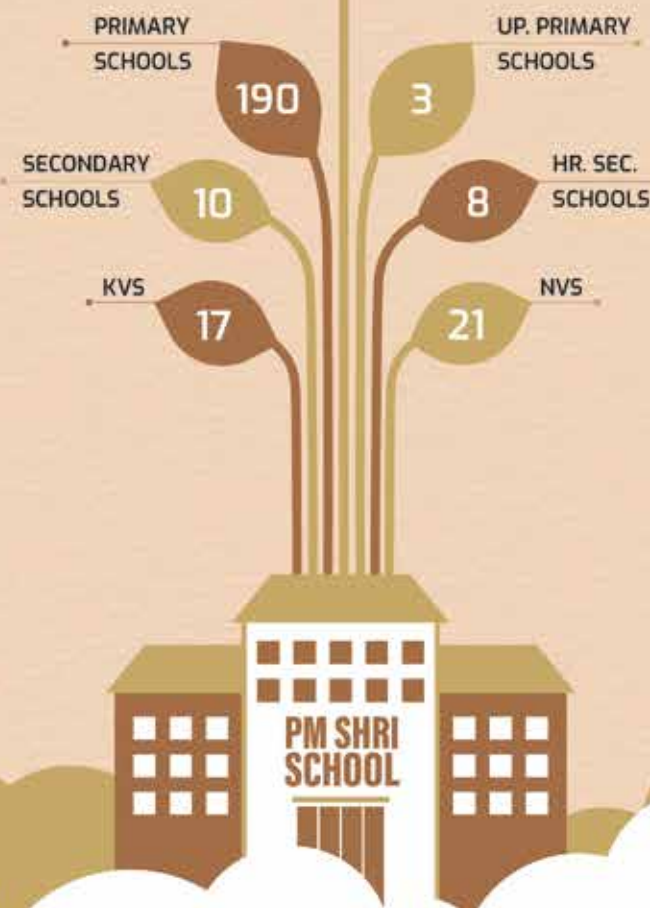 PRIMARY
SCHOOLS
190
UP. PRIMARY
SCHOOLS
3
SECONDARY
SCHOOLS
10
HR. SEC.
SCHOOLS
8
KVS
17
NVS
21
PM SHRI
SCHOOL